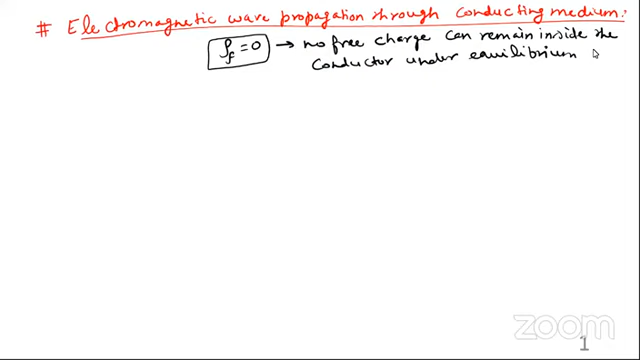 # Electromagnetic wave propagation through conducting medium:
ρ_f = 0 → no free charge can remain inside the
conductor under equilibrium
zoom
1